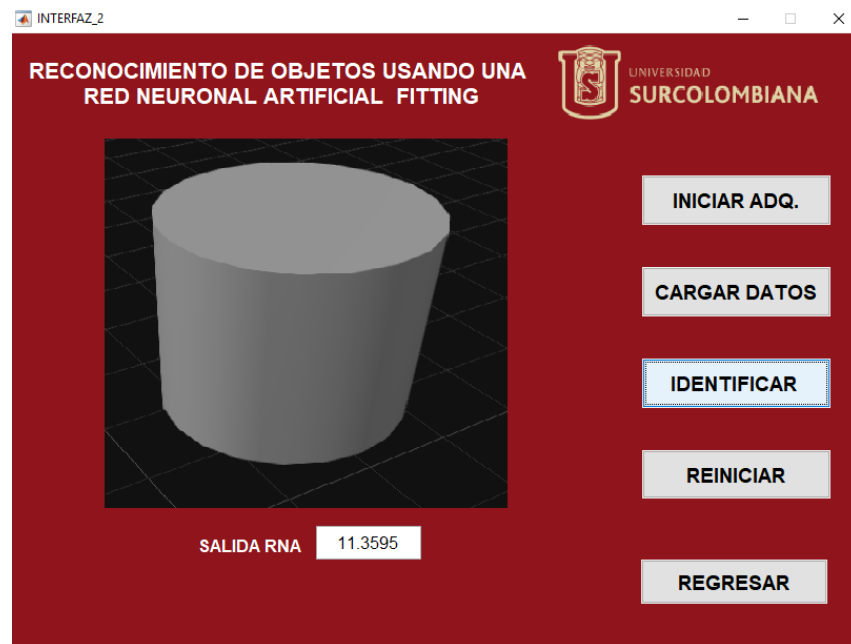 INTERFAZ_2
RECONOCIMIENTO DE OBJETOS USANDO UNA
RED NEURONAL ARTIFICIAL FITTING
UNIVERSIDAD
SURCOLOMBIANA
INICIAR ADQ.
CARGAR DATOS
IDENTIFICAR
REINICIAR
SALIDA RNA 11.3595
REGRESAR